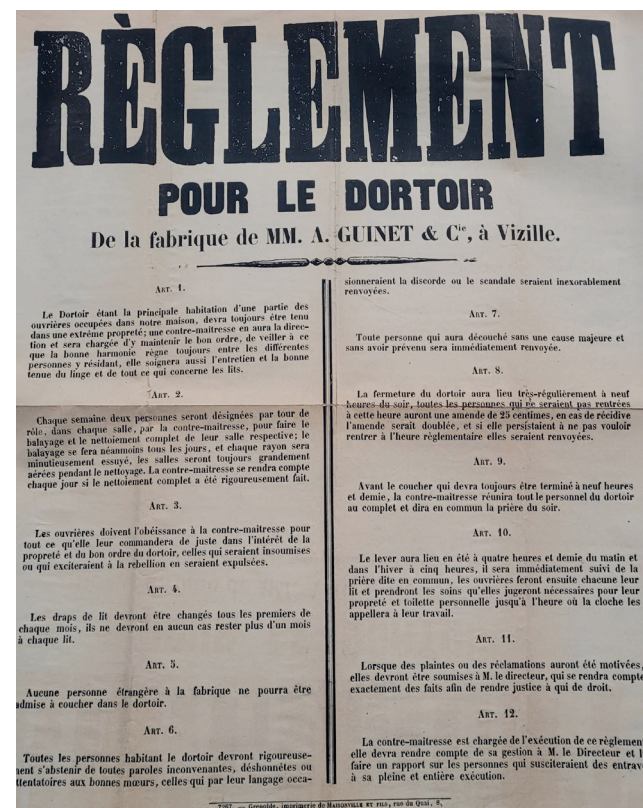 RÈGLEMENT
POUR LE DORTOIR
De la fabrique de MM. A. GUINET & Cie, à Vizille.
ART. 1.
Le Dortoir étant la principale habitation d'une partie des
ouvrières occupées dans notre maison, devra toujours être tenu
dans une extrême propreté; une contre-maitresse en aura la direc-
tion et sera chargée d'y maintenir le bon ordre, de veiller à ce
que la bonne harmonie règne toujours entre les différentes
personnes y résidant, elle soignera aussi l'entretien et la bonne
tenue du linge et de tout ce qui concerne les lits.
ART. 2.
Chaque semaine deux personnes seront désignées par tour de
rôle, dans chaque salle, par la contre-maitresse, pour faire le
balayage et le nettoiement complet de leur salle respective; le
balayage se fera néanmoins tous les jours, et chaque rayon sera
minutieusement essuyé, les salles seront toujours grandement
aérées pendant le nettoyage. La contre-maitresse se rendra compte
chaque jour si le nettoiement complet a été rigoureusement fait.
ART. 3.
Les ouvrières doivent l'obéissance à la contre-maitresse pour
tout ce qu'elle leur commandera de juste dans l'intérêt de la
propreté et du bon ordre du dortoir, celles qui seraient insoumises
ou qui exciteraient à la rebellion en seraient expulsées.
ART. 4.
Les draps de lit devront être changés tous les premiers de
chaque mois, ils ne devront en aucun cas rester plus d'un mois
à chaque lit.
ART. 5.
Aucune personne étrangère à la fabrique ne pourra être
admise à coucher dans le dortoir.
ART. 6.
Toutes les personnes habitant le dortoir devront rigoureuse-
ment s'abstenir de toutes paroles inconvenantes, déshonnêtes ou
attentatoires aux bonnes mœurs, celles qui par leur langage occa-
sionneraient la discorde ou le scandale seraient inexorablement
renvoyées.
ART. 7.
Toute personne qui aura découché sans une cause majeure et
sans avoir prévenu sera immédiatement renvoyée.
ART. 8.
La fermeture du dortoir aura lieu très-régulièrement à neuf
heures du soir, toutes les personnes qui ne seraient pas rentrées
à cette heure auront une amende de 25 centimes, en cas de récidive
l'amende serait doublée, et si elle persistaient à ne pas vouloir
rentrer à l'heure règlementaire elles seraient renvoyées.
ART. 9.
Avant le coucher qui devra toujours être terminé à neuf heures
et demie, la contre-maitresse réunira tout le personnel du dortoir
au complet et dira en commun la prière du soir.
ART. 10.
Le lever aura lieu en été à quatre heures et demie du matin et
dans l'hiver à cinq heures, il sera immédiatement suivi de la
prière dite en commun, les ouvrières feront ensuite chacune leur
lit et prendront les soins qu'elles jugeront nécessaires pour leur
propreté et toilette personnelle jusqu'à l'heure où la cloche les
appellera à leur travail.
ART. 11.
Lorsque des plaintes ou des réclamations auront été motivées,
elles devront être soumises à M. le directeur, qui se rendra compte
exactement des faits afin de rendre justice à qui de droit.
ART. 12.
La contre-maitresse est chargée de l'exécution de ce règlemen
elle devra rendre compte de sa gestion à M. le Directeur et l
faire un rapport sur les personnes qui susciteraient des entrav
à sa pleine et entière exécution.
— Grenoble, imprimerie de MAISONVILLE ET FILS, rue du Quai, 8,